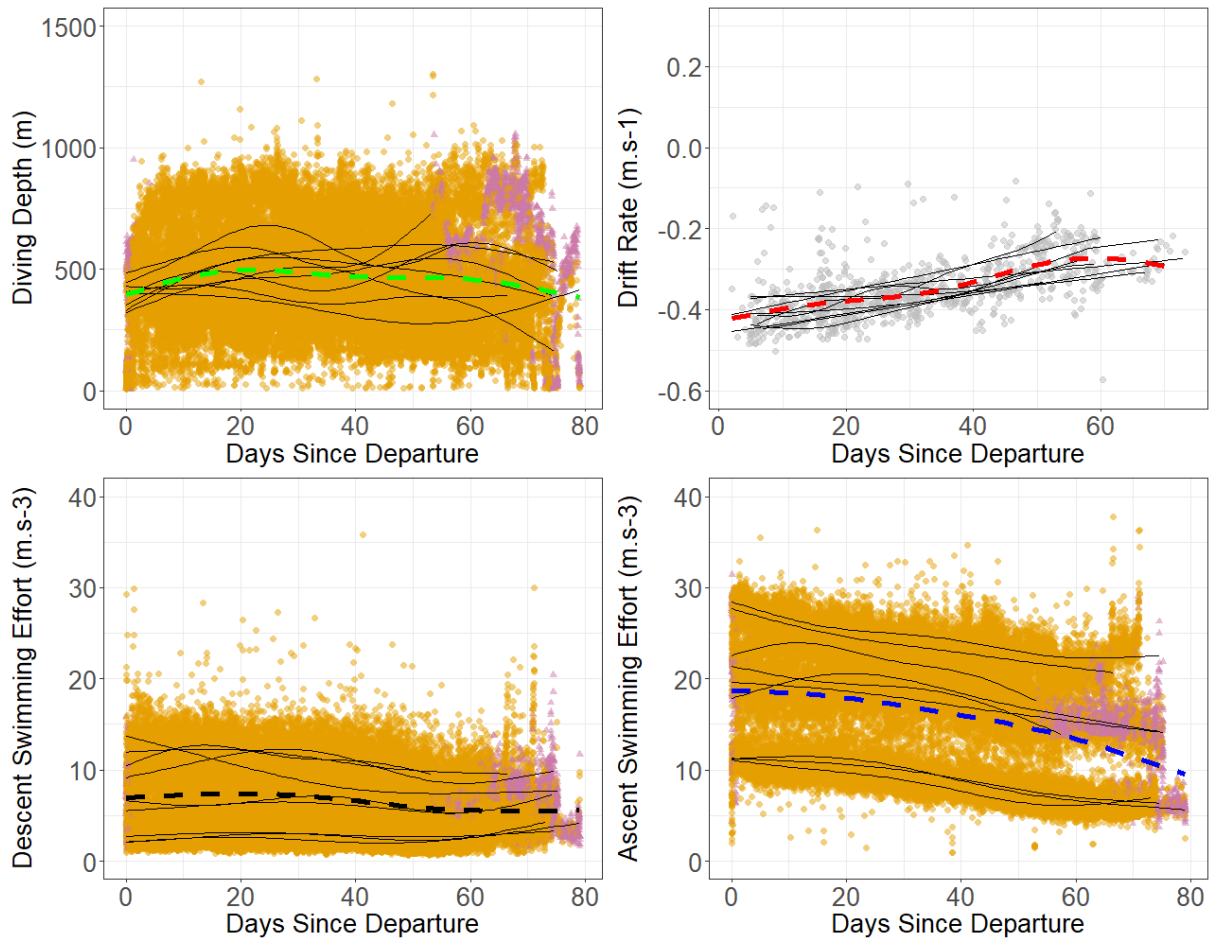 Diving Depth (m)
1500
1000
500
0
0 20 40 60 80
Days Since Departure
Drift Rate (m.s-1)
0.2
0.0
-0.2
-0.4
-0.6
0 20 40 60
Days Since Departure
Descent Swimming Effort (m.s-3)
40
30
20
10
0
0 20 40 60 80
Days Since Departure
Ascent Swimming Effort (m.s-3)
40
30
20
10
0
0 20 40 60 80
Days Since Departure